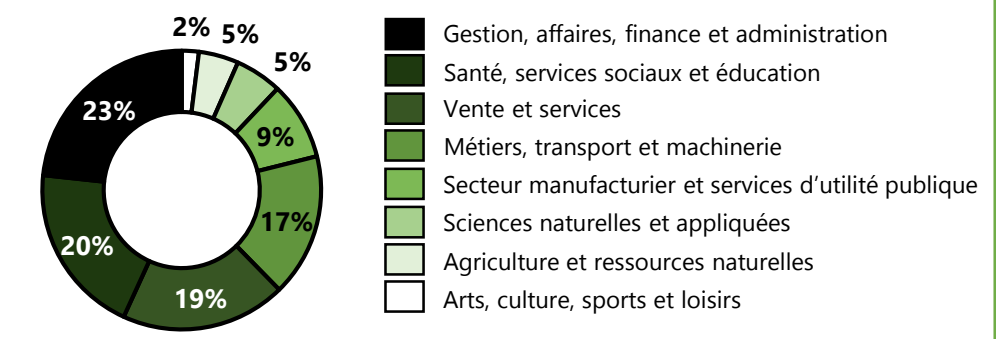 2% 5%
5%
23%
9%
17%
20%
19%
Gestion, affaires, finance et administration
Santé, services sociaux et éducation
Vente et services
Métiers, transport et machinerie
Secteur manufacturier et services d’utilité publique
Sciences naturelles et appliquées
Agriculture et ressources naturelles
Arts, culture, sports et loisirs